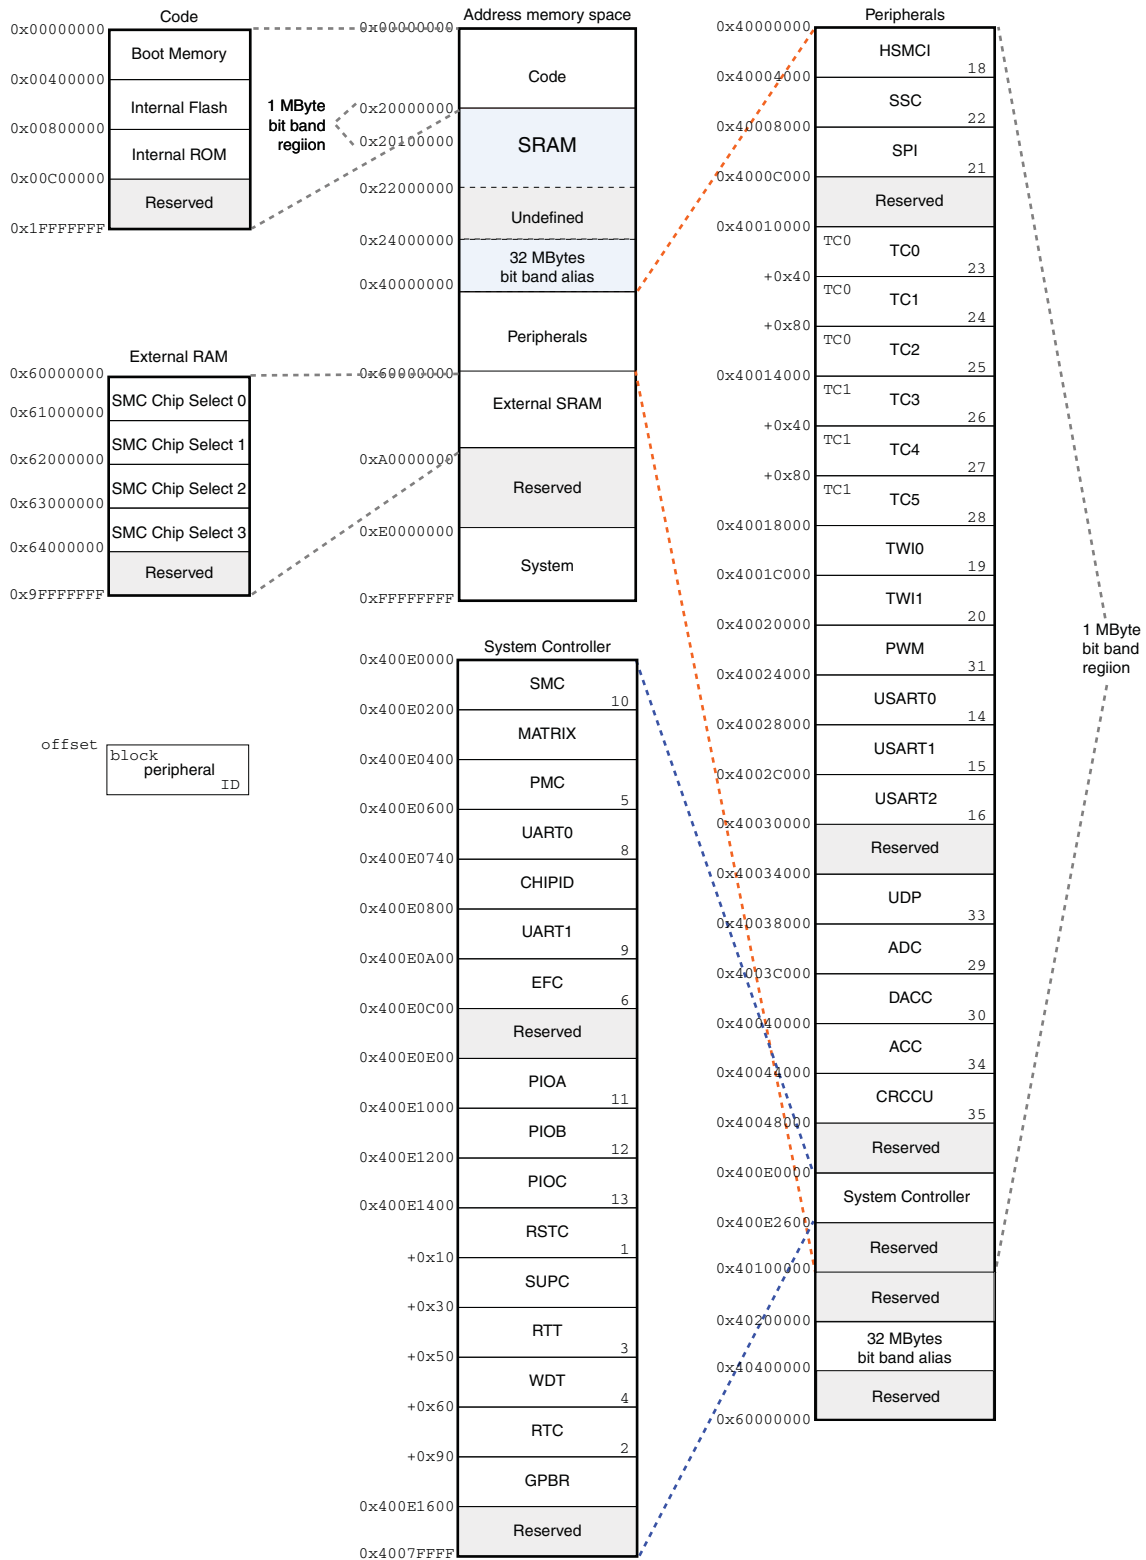 Code
0x00000000
Boot Memory
0x00400000
Internal Flash
0x00800000
Internal ROM
0x00C00000
Reserved
0x1FFFFFFF
1 MByte
bit band
regiion
External RAM
0x60000000
SMC Chip Select 0
0x61000000
SMC Chip Select 1
0x62000000
SMC Chip Select 2
0x63000000
SMC Chip Select 3
0x64000000
Reserved
0x9FFFFFFF
offset
block
peripheral
ID
Address memory space
0x00000000
Code
0x20000000
SRAM
0x20100000
0x22000000
Undefined
0x24000000
32 MBytes
bit band alias
0x40000000
Peripherals
0x60000000
External SRAM
0xA0000000
Reserved
0xE0000000
System
0xFFFFFFFF
System Controller
0x400E0000
SMC
10
0x400E0200
MATRIX
0x400E0400
PMC
5
0x400E0600
UART0
8
0x400E0740
CHIPID
0x400E0800
UART1
9
0x400E0A00
EFC
6
0x400E0C00
Reserved
0x400E0E00
PIOA
11
0x400E1000
PIOB
12
0x400E1200
PIOC
13
0x400E1400
RSTC
1
+0x10
SUPC
+0x30
RTT
3
+0x50
WDT
4
+0x60
RTC
2
+0x90
GPBR
0x400E1600
Reserved
0x4007FFFF
Peripherals
0x40000000
HSMCI
18
0x40004000
SSC
22
0x40008000
SPI
21
0x4000C000
Reserved
0x40010000
TC0
TC0
23
+0x40
TC0
TC1
24
+0x80
TC0
TC2
25
0x40014000
TC1
TC3
26
+0x40
TC1
TC4
27
+0x80
TC1
TC5
28
0x40018000
TWI0
19
0x4001C000
TWI1
20
0x40020000
PWM
31
0x40024000
USART0
14
0x40028000
USART1
15
0x4002C000
USART2
16
0x40030000
Reserved
0x40034000
UDP
33
0x40038000
ADC
29
0x4003C000
DACC
30
0x40040000
ACC
34
0x40044000
CRCCU
35
0x40048000
Reserved
0x400E0000
System Controller
0x400E2600
Reserved
0x40100000
Reserved
0x40200000
32 MBytes
bit band alias
0x40400000
Reserved
0x60000000
1 MByte
bit band
regiion